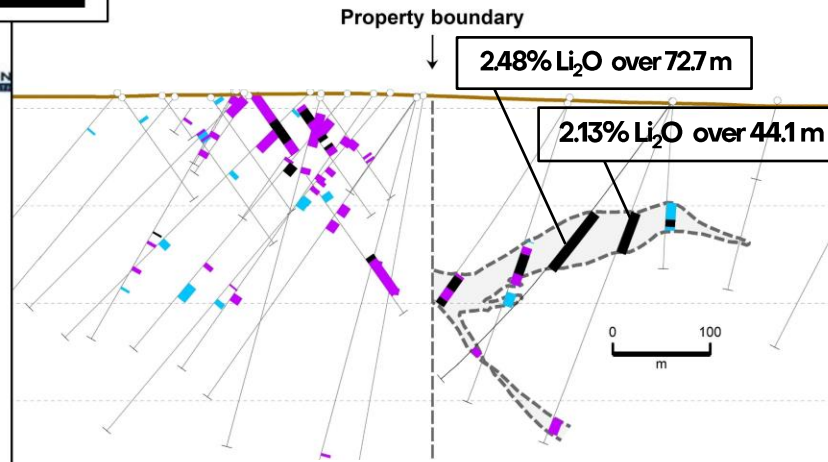 Property boundary
2.48% Li₂O over 72.7 m
2.13% Li₂O over 44.1 m
0 100
m